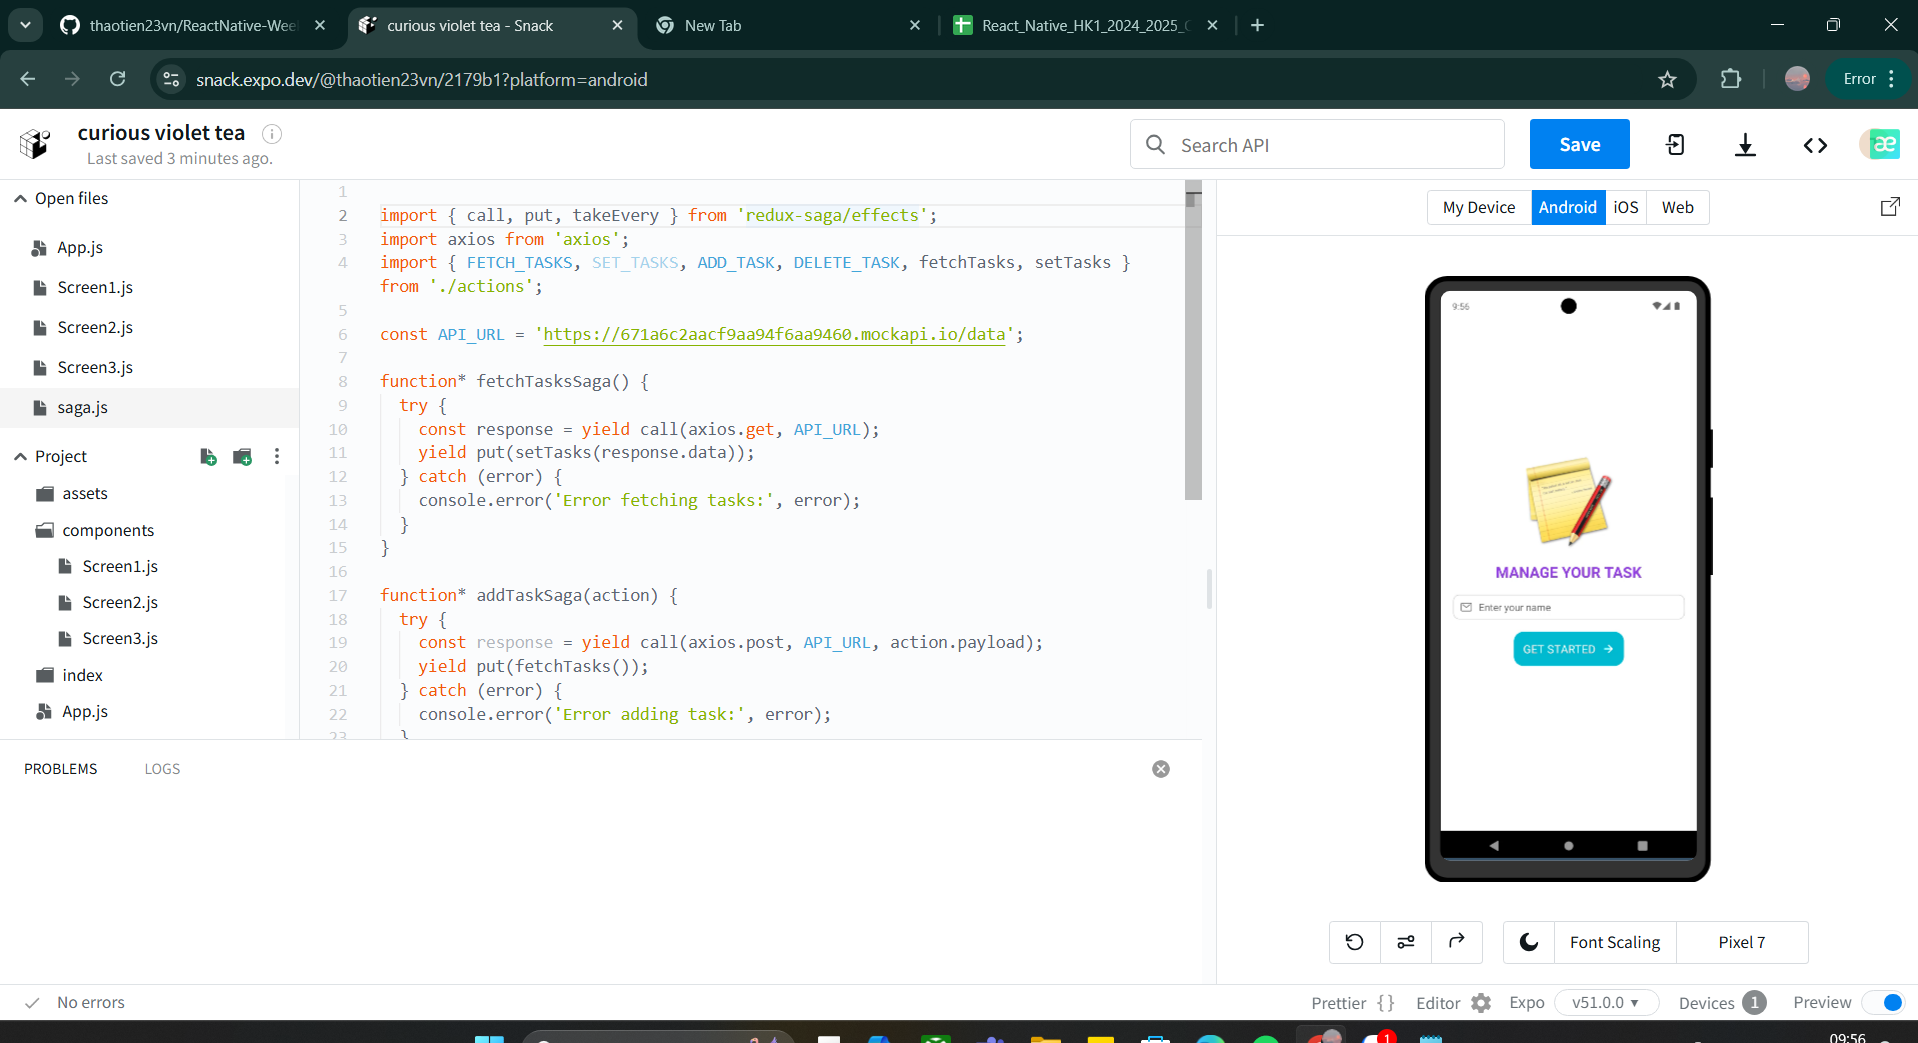 thaotien23vn/ReactNative-Wee
curious violet tea - Snack
New Tab
React_Native_HK1_2024_2025_
snack.expo.dev/@thaotien23vn/2179b1?platform=android
Error
curious violet tea
Last saved 3 minutes ago.
Search API
Save
æ
Open files
App.js
Screen1.js
Screen2.js
Screen3.js
saga.js
Project
assets
components
Screen1.js
Screen2.js
Screen3.js
index
App.js
1
2 import { call, put, takeEvery } from 'redux-saga/effects';
3 import axios from 'axios';
4 import { FETCH_TASKS, SET_TASKS, ADD_TASK, DELETE_TASK, fetchTasks, setTasks }
from './actions';
5
6 const API_URL = 'https://671a6c2aacf9aa94f6aa9460.mockapi.io/data';
7
8 function* fetchTasksSaga() {
9 try {
10 const response = yield call(axios.get, API_URL);
11 yield put(setTasks(response.data));
12 } catch (error) {
13 console.error('Error fetching tasks:', error);
14 }
15 }
16
17 function* addTaskSaga(action) {
18 try {
19 const response = yield call(axios.post, API_URL, action.payload);
20 yield put(fetchTasks());
21 } catch (error) {
22 console.error('Error adding task:', error);
23 }
My Device
Android
iOS
Web
9:56
MANAGE YOUR TASK
Enter your name
GET STARTED →
PROBLEMS
LOGS
Font Scaling
Pixel 7
No errors
Prettier { }
Editor
Expo
v51.0.0 ▼
Devices 1
Preview
1
09:56